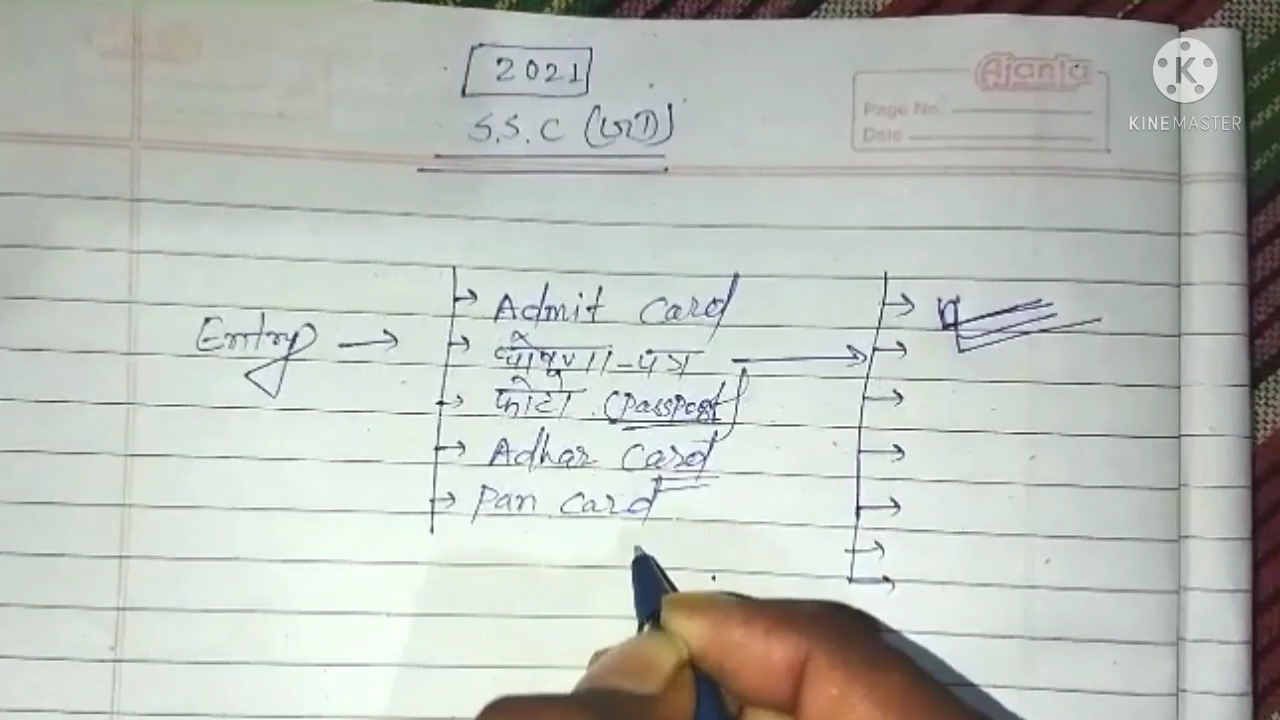 2021
S.S.C (GD)
Ajanta
Page No.
Date
KINEMASTER
Entry
Admit Card
घोषणा-पत्र
फोटो (Passport)
Adhar Card
Pan Card